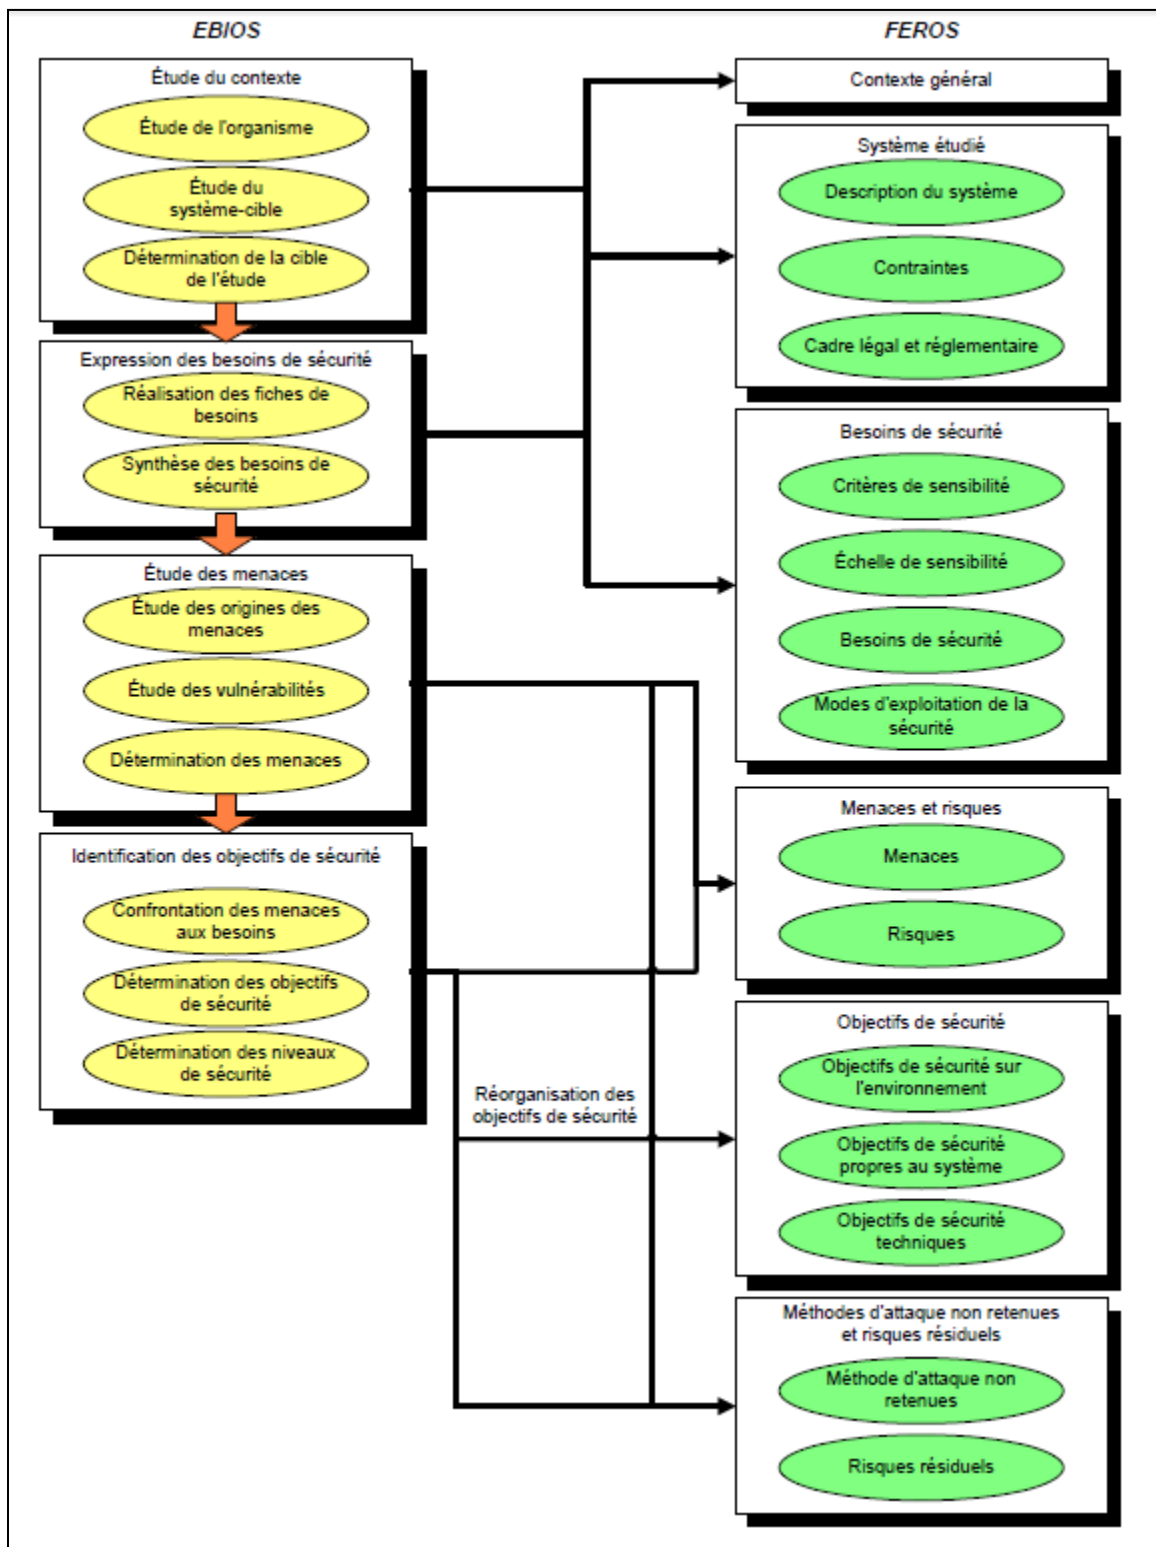 EBIOS
Étude du contexte
Étude de l'organisme
Étude du
système-cible
Détermination de la cible
de l'étude
Expression des besoins de sécurité
Réalisation des fiches de
besoins
Synthèse des besoins de
sécurité
Étude des menaces
Étude des origines des
menaces
Étude des vulnérabilités
Détermination des menaces
Identification des objectifs de sécurité
Confrontation des menaces
aux besoins
Détermination des objectifs
de sécurité
Détermination des niveaux
de sécurité
Réorganisation des
objectifs de sécurité
FEROS
Contexte général
Système étudié
Description du système
Contraintes
Cadre légal et réglementaire
Besoins de sécurité
Critères de sensibilité
Échelle de sensibilité
Besoins de sécurité
Modes d'exploitation de la
sécurité
Menaces et risques
Menaces
Risques
Objectifs de sécurité
Objectifs de sécurité sur
l'environnement
Objectifs de sécurité
propres au système
Objectifs de sécurité
techniques
Méthodes d'attaque non retenues
et risques résiduels
Méthode d'attaque non
retenues
Risques résiduels